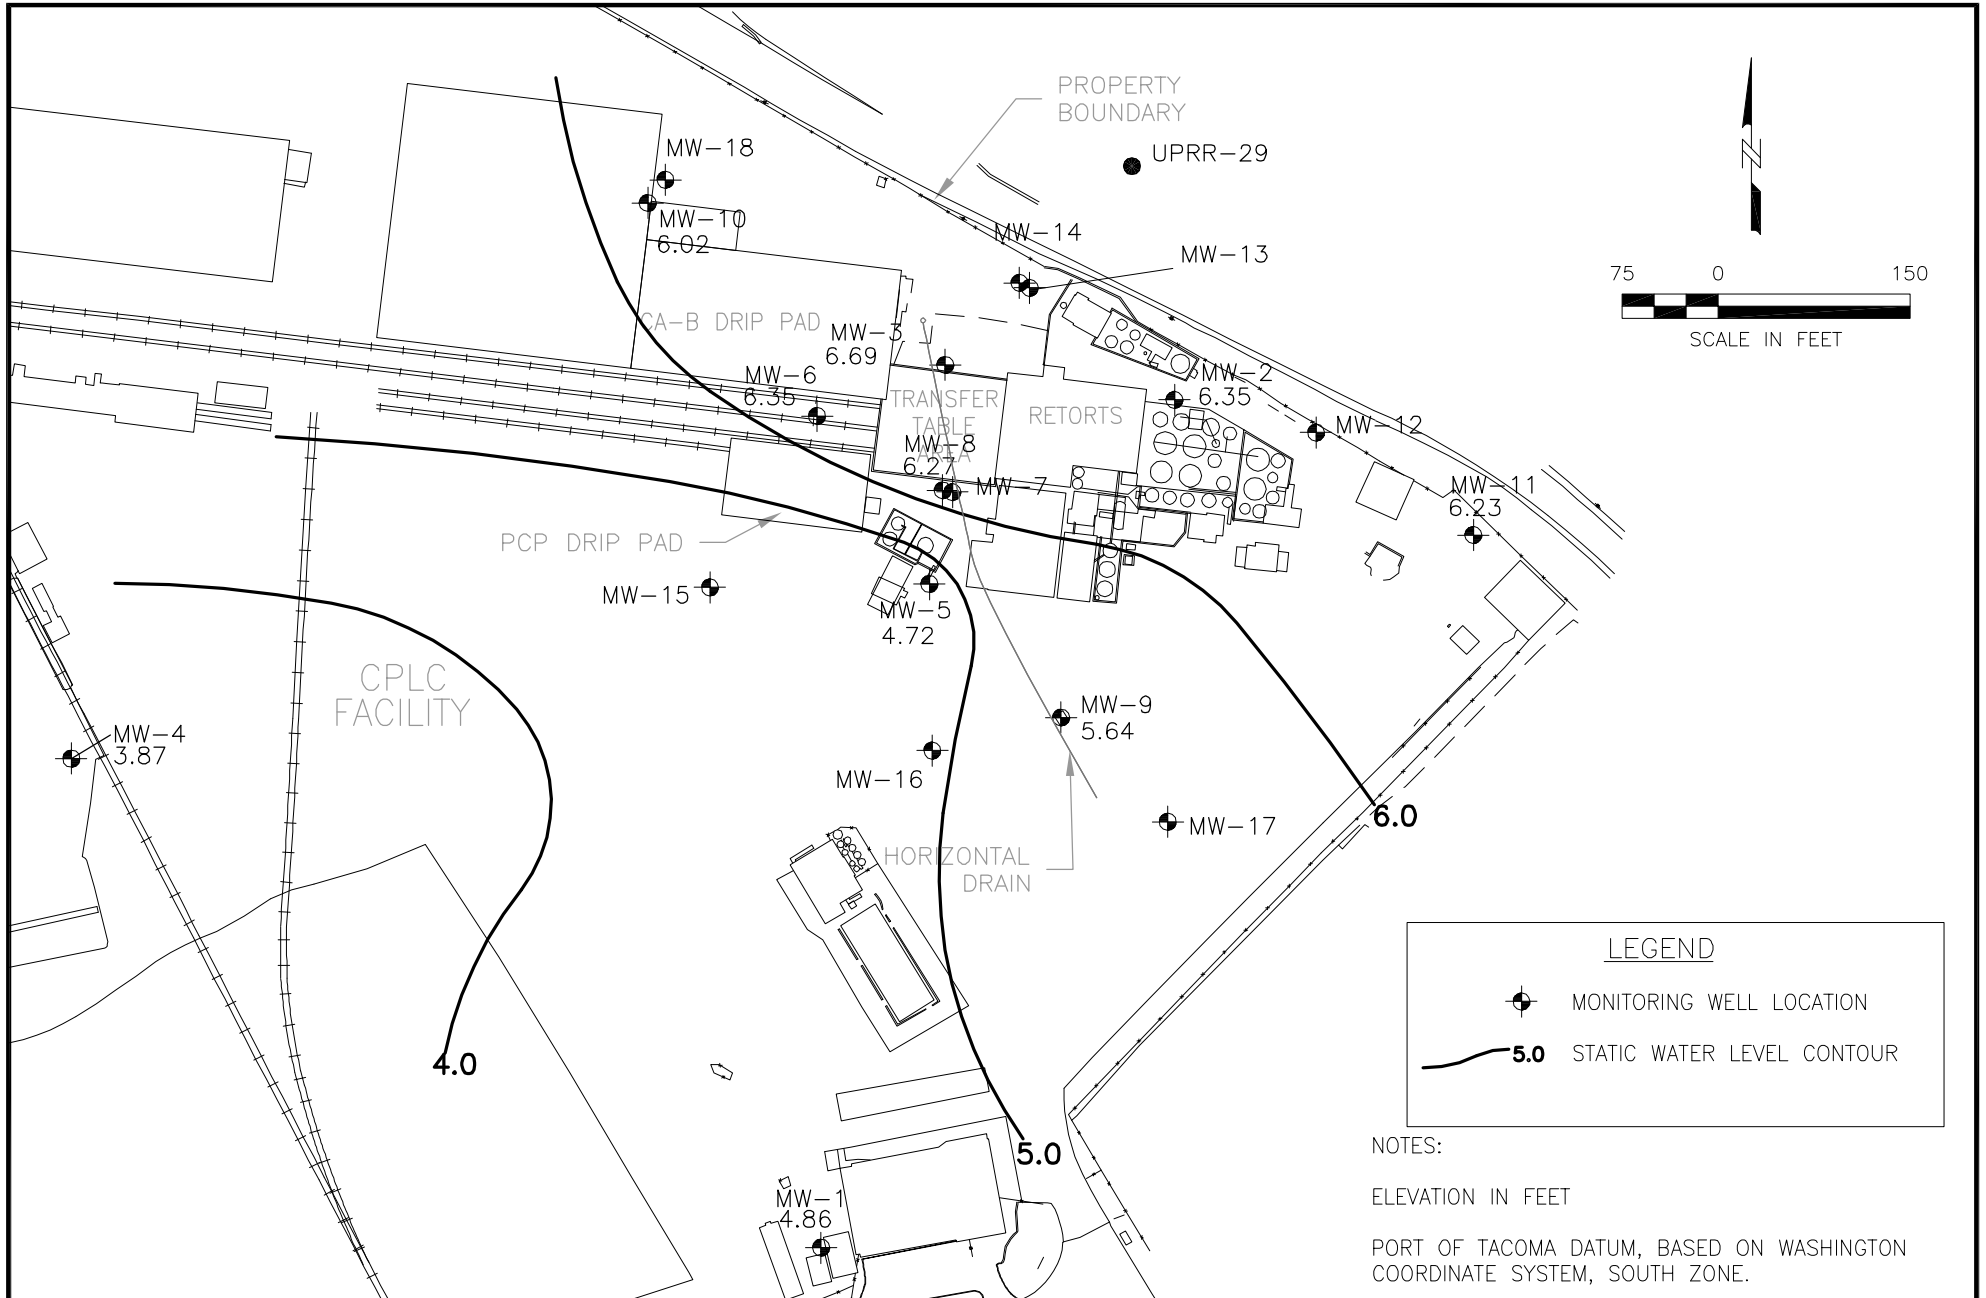 PROPERTY
BOUNDARY
UPRR-29
MW-18
MW-10
6.02
MW-14
MW-13
N
75 0 150
SCALE IN FEET
CA-B DRIP PAD
MW-3
6.69
MW-6
6.35
TRANSFER
TABLE
AREA
RETORTS
MW-2
6.35
MW-12
MW-8
6.27
MW-7
MW-11
6.23
PCP DRIP PAD
MW-15
MW-5
4.72
CPLC
FACILITY
MW-4
3.87
MW-9
5.64
MW-16
MW-17
6.0
HORIZONTAL
DRAIN
4.0
5.0
MW-1
4.86
LEGEND
MONITORING WELL LOCATION
5.0 STATIC WATER LEVEL CONTOUR
NOTES:
ELEVATION IN FEET
PORT OF TACOMA DATUM, BASED ON WASHINGTON
COORDINATE SYSTEM, SOUTH ZONE.